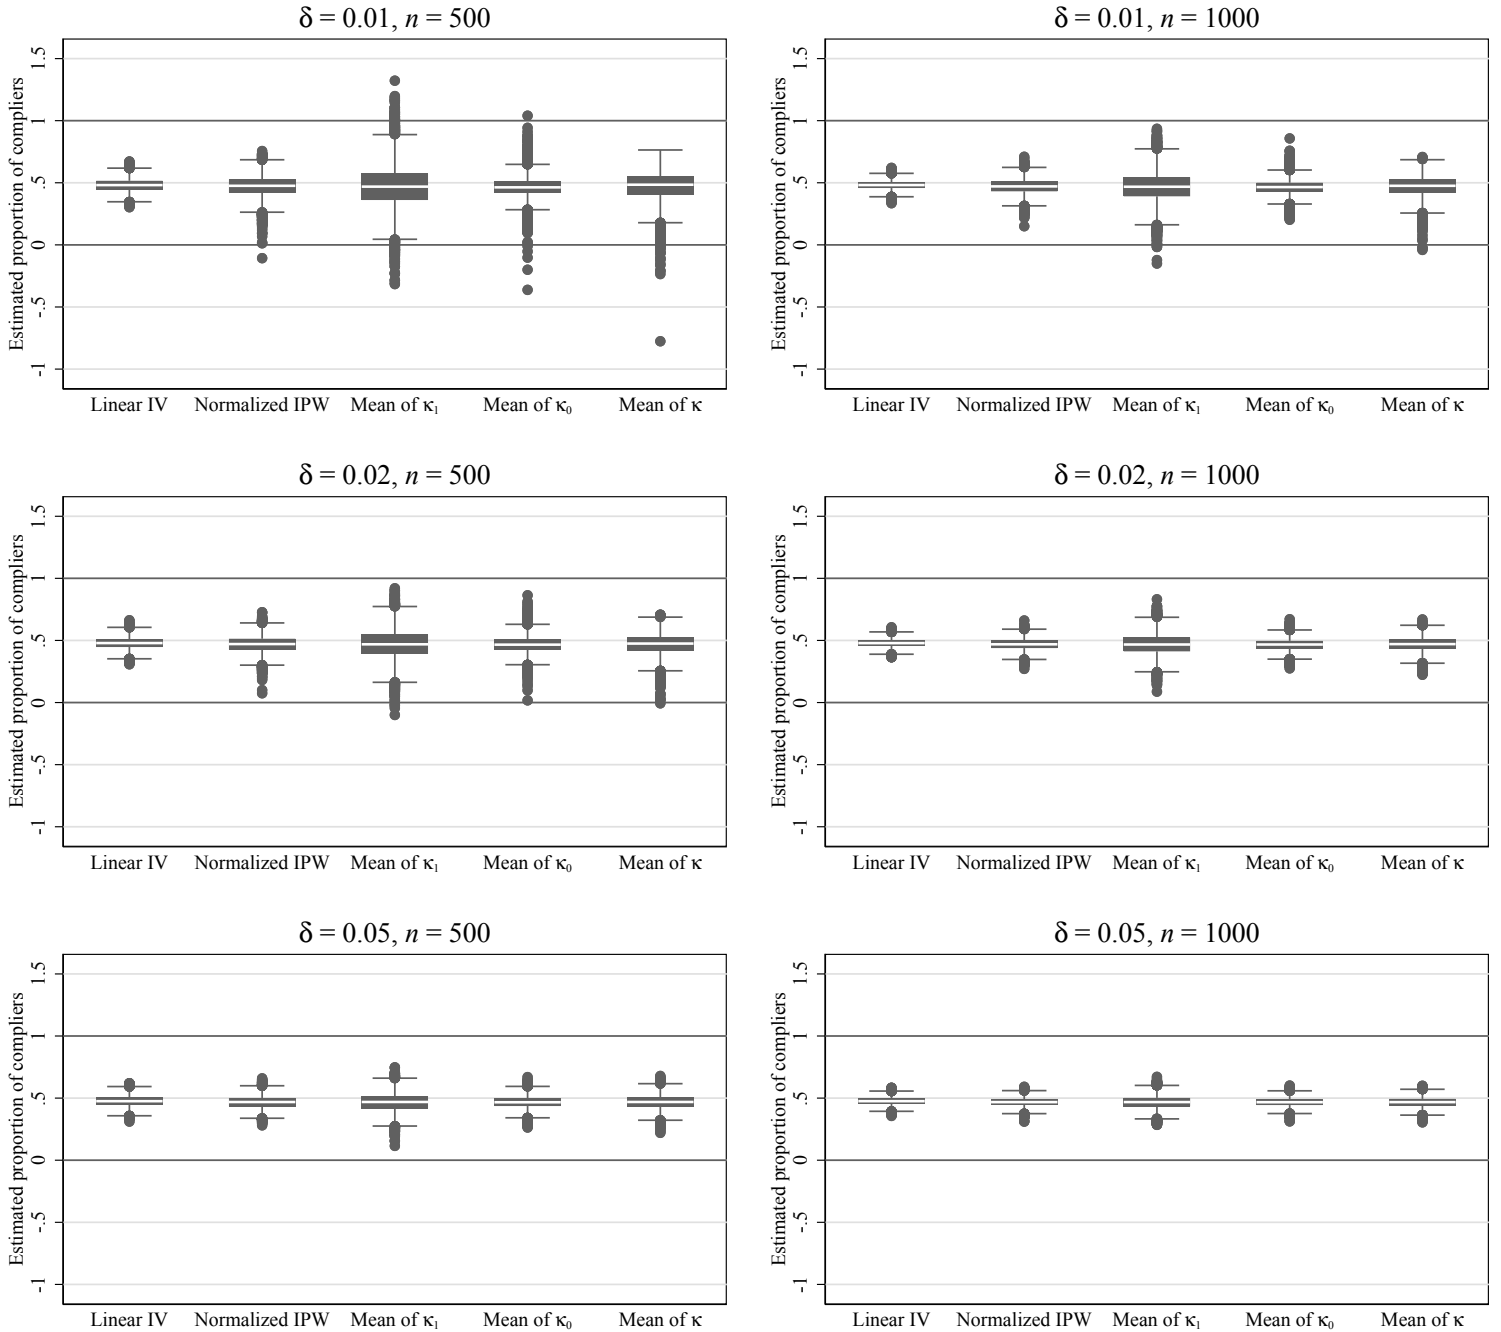 δ = 0.01, n = 500
Estimated proportion of compliers
1.5
1
.5
0
-.5
-1
Linear IV Normalized IPW Mean of κ₁ Mean of κ₀ Mean of κ
δ = 0.01, n = 1000
Estimated proportion of compliers
1.5
1
.5
0
-.5
-1
Linear IV Normalized IPW Mean of κ₁ Mean of κ₀ Mean of κ
δ = 0.02, n = 500
Estimated proportion of compliers
1.5
1
.5
0
-.5
-1
Linear IV Normalized IPW Mean of κ₁ Mean of κ₀ Mean of κ
δ = 0.02, n = 1000
Estimated proportion of compliers
1.5
1
.5
0
-.5
-1
Linear IV Normalized IPW Mean of κ₁ Mean of κ₀ Mean of κ
δ = 0.05, n = 500
Estimated proportion of compliers
1.5
1
.5
0
-.5
-1
Linear IV Normalized IPW Mean of κ₁ Mean of κ₀ Mean of κ
δ = 0.05, n = 1000
Estimated proportion of compliers
1.5
1
.5
0
-.5
-1
Linear IV Normalized IPW Mean of κ₁ Mean of κ₀ Mean of κ